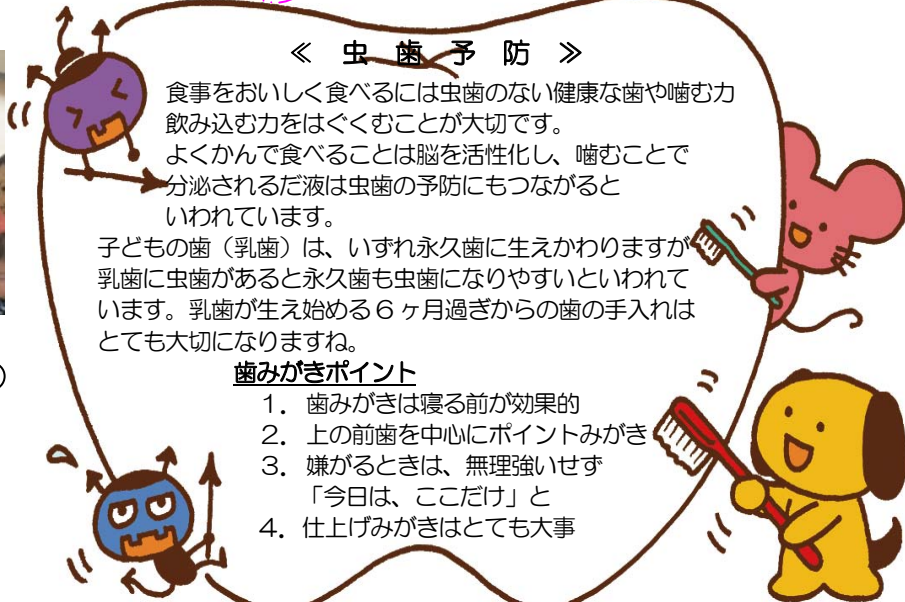 ≪ 虫 歯 予 防 ≫
食事をおいしく食べるには虫歯のない健康な歯や噛む力
飲み込む力をはぐくむことが大切です。
よくかんで食べることは脳を活性化し、噛むことで
分泌されるだ液は虫歯の予防にもつながると
いわれています。
子どもの歯（乳歯）は、いずれ永久歯に生えかわりますが
乳歯に虫歯があると永久歯も虫歯になりやすいといわれて
います。乳歯が生え始める６ヶ月過ぎからの歯の手入れは
とても大切になりますね。
歯みがきポイント
１．歯みがきは寝る前が効果的
２．上の前歯を中心にポイントみがき
３．嫌がるときは、無理強いせず
「今日は、ここだけ」と
４．仕上げみがきはとても大事